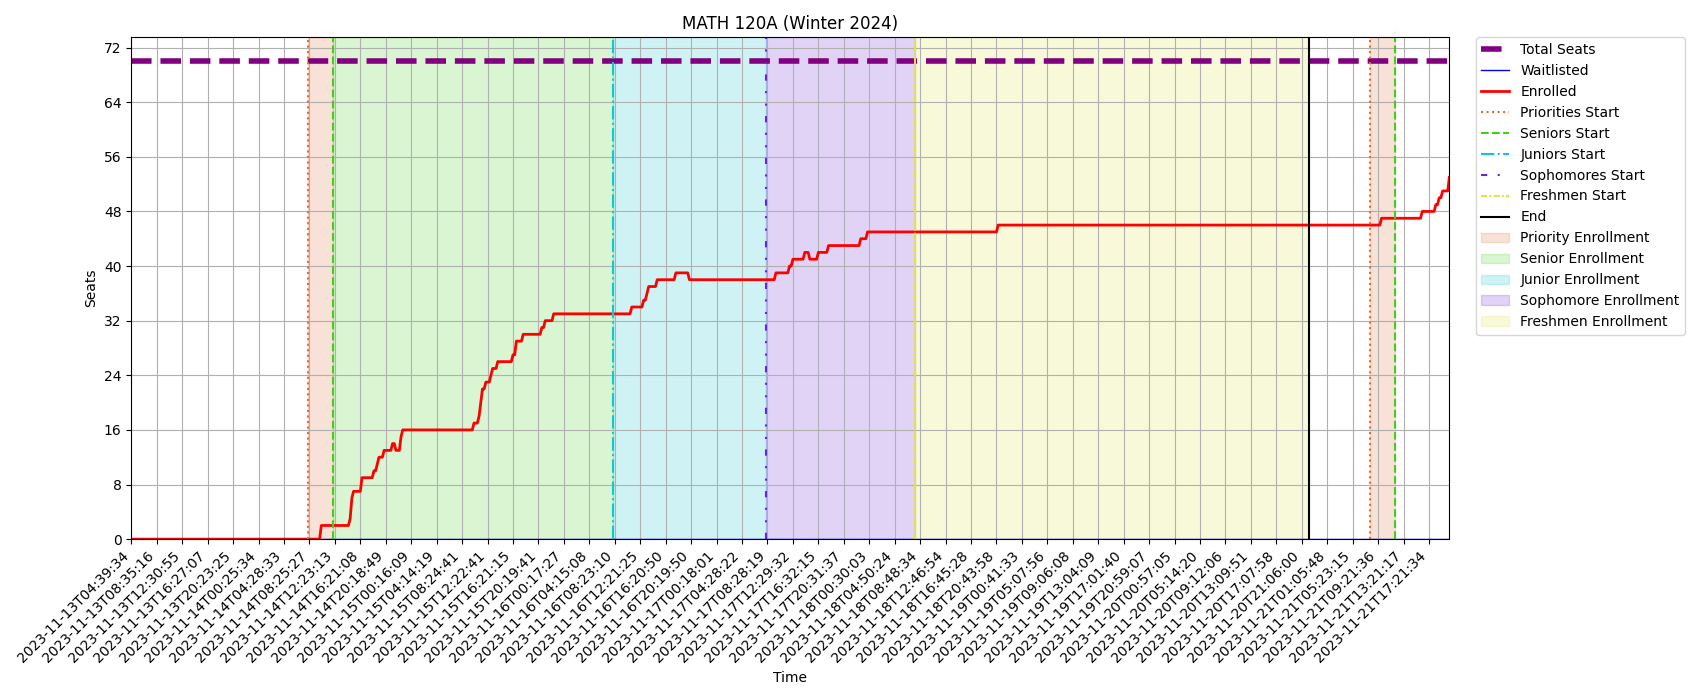 MATH 120A (Winter 2024)
72
64
56
48
40
32
24
16
8
0
Seats
2023-11-13T04:39:34
2023-11-13T08:35:16
2023-11-13T12:30:55
2023-11-13T16:27:07
2023-11-13T20:23:25
2023-11-14T00:25:34
2023-11-14T04:28:33
2023-11-14T08:25:27
2023-11-14T12:23:13
2023-11-14T16:21:08
2023-11-14T20:18:49
2023-11-15T00:16:09
2023-11-15T04:14:19
2023-11-15T08:24:41
2023-11-15T12:22:41
2023-11-15T16:21:15
2023-11-15T20:19:41
2023-11-16T00:17:27
2023-11-16T04:15:08
2023-11-16T08:23:10
2023-11-16T12:21:25
2023-11-16T16:20:50
2023-11-16T20:19:50
2023-11-17T00:18:01
2023-11-17T04:28:22
2023-11-17T08:28:19
2023-11-17T12:29:32
2023-11-17T16:32:15
2023-11-17T20:31:37
2023-11-18T00:30:03
2023-11-18T04:50:24
2023-11-18T08:48:34
2023-11-18T12:46:54
2023-11-18T16:45:28
2023-11-18T20:43:58
2023-11-19T00:41:33
2023-11-19T05:07:56
2023-11-19T09:06:08
2023-11-19T13:04:09
2023-11-19T17:01:40
2023-11-19T20:59:07
2023-11-20T00:57:05
2023-11-20T05:14:20
2023-11-20T09:12:06
2023-11-20T13:09:51
2023-11-20T17:07:58
2023-11-20T21:06:00
2023-11-21T01:05:48
2023-11-21T05:23:15
2023-11-21T09:21:36
2023-11-21T13:21:17
2023-11-21T17:21:34
Time
Total Seats
Waitlisted
Enrolled
Priorities Start
Seniors Start
Juniors Start
Sophomores Start
Freshmen Start
End
Priority Enrollment
Senior Enrollment
Junior Enrollment
Sophomore Enrollment
Freshmen Enrollment